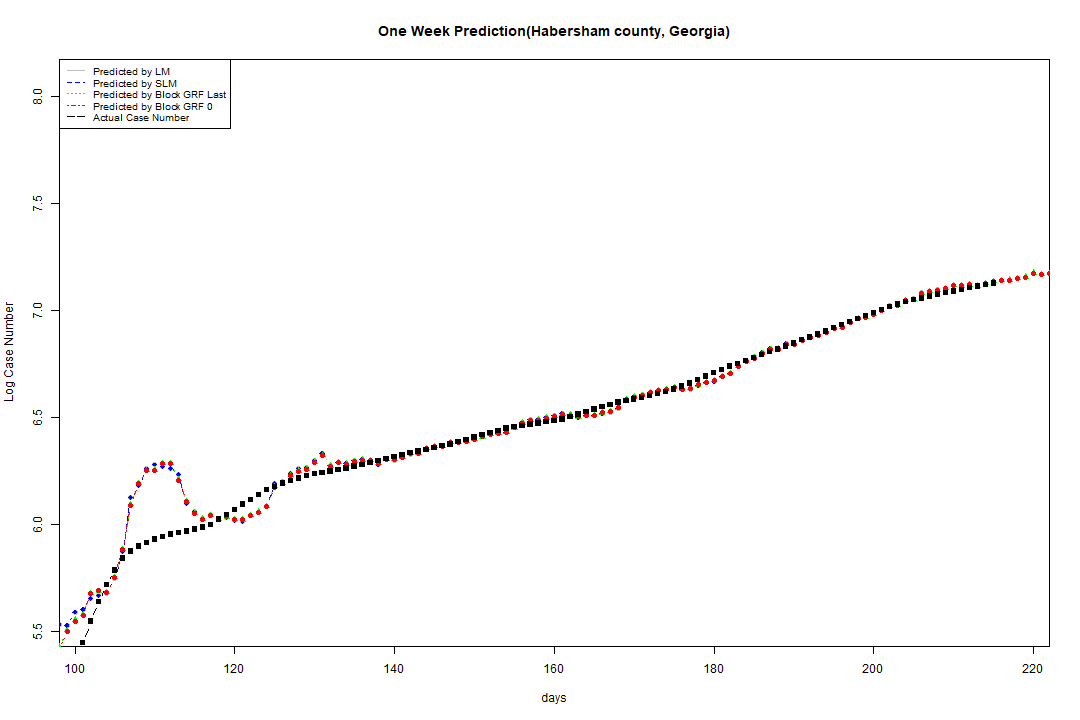 One Week Prediction(Habersham county, Georgia)
Predicted by LM
Predicted by SLM
Predicted by Block GRF Last
Predicted by Block GRF 0
Actual Case Number
8.0
7.5
7.0
6.5
6.0
5.5
Log Case Number
100 120 140 160 180 200 220
days